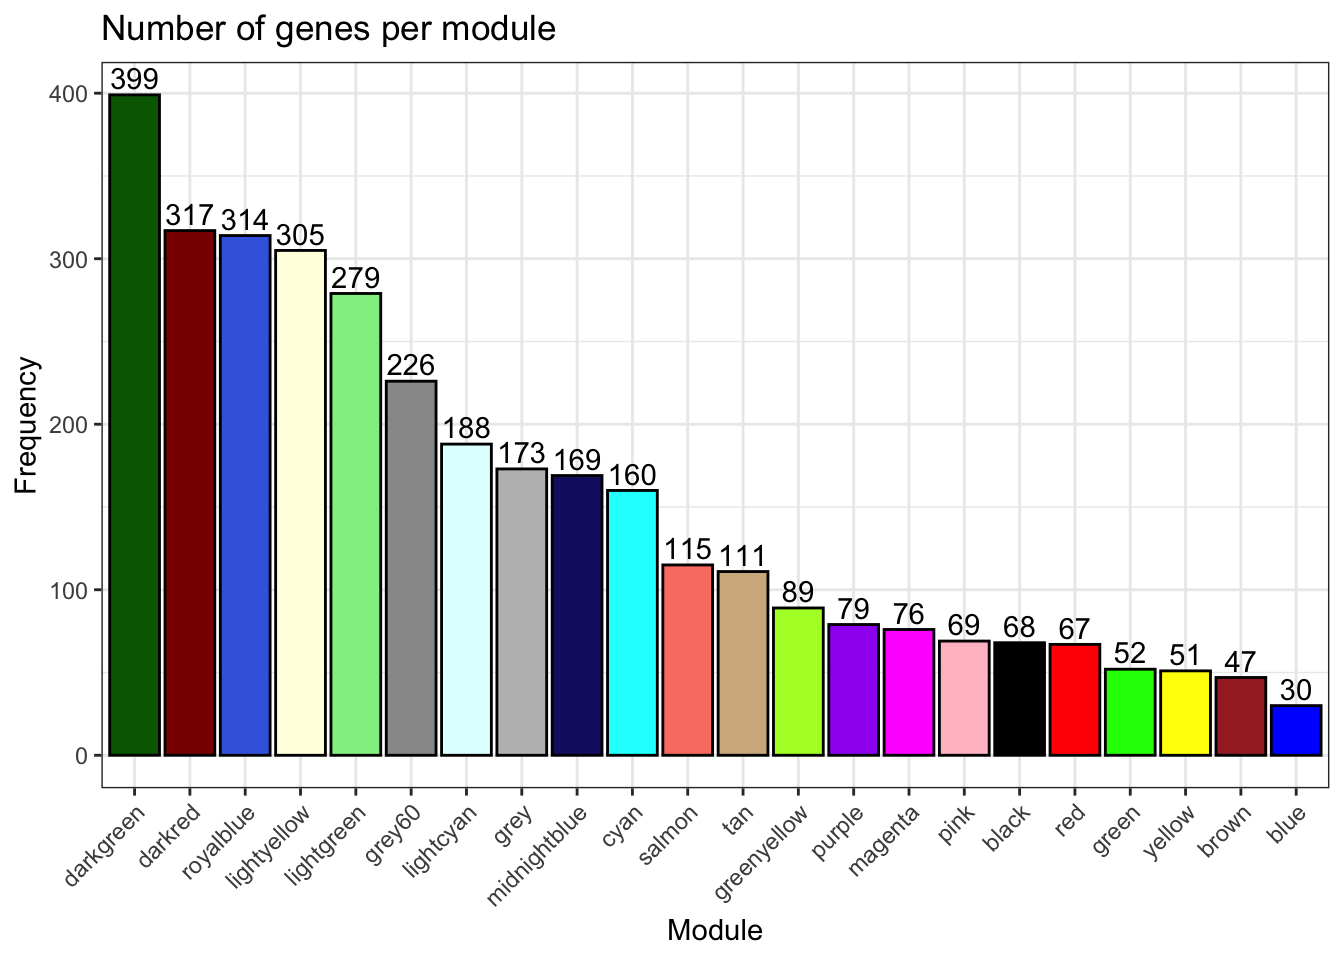 Number of genes per module
Frequency
400
300
200
100
0
399
317
314
305
279
226
188
173
169
160
115
111
89
79
76
69
68
67
52
51
47
30
darkgreen
darkred
royalblue
lightyellow
lightgreen
grey60
lightcyan
grey
midnightblue
cyan
salmon
tan
greenyellow
purple
magenta
pink
black
red
green
yellow
brown
blue
Module